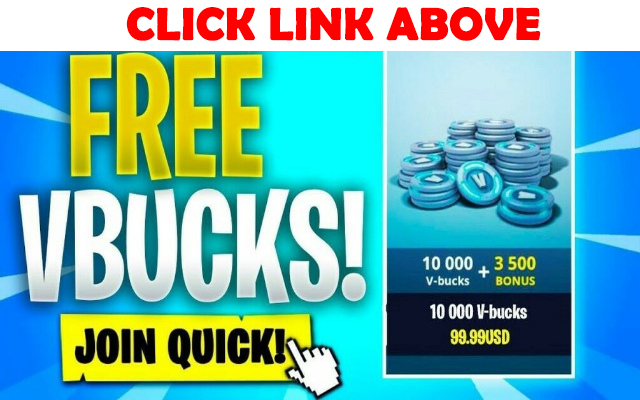 CLICK LINK ABOVE
FREE
VBUCKS!
JOIN QUICK!
10 000 + 3 500
V-bucks BONUS
10 000 V-bucks
99.99USD